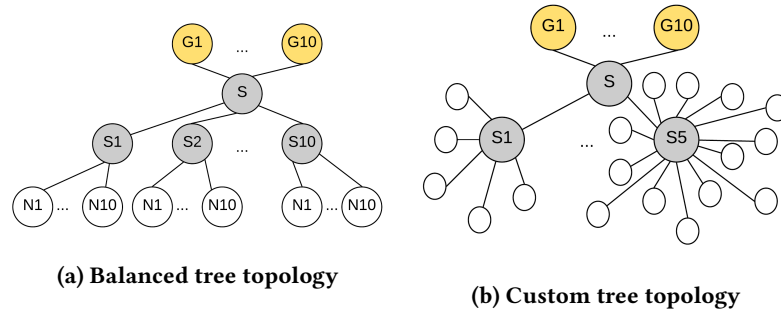 G1 ... G10
S
S1 S2 ... S10
N1 ... N10 N1 ... N10 N1 ... N10
(a) Balanced tree topology
G1 ... G10
S
S1 ... S5
(b) Custom tree topology